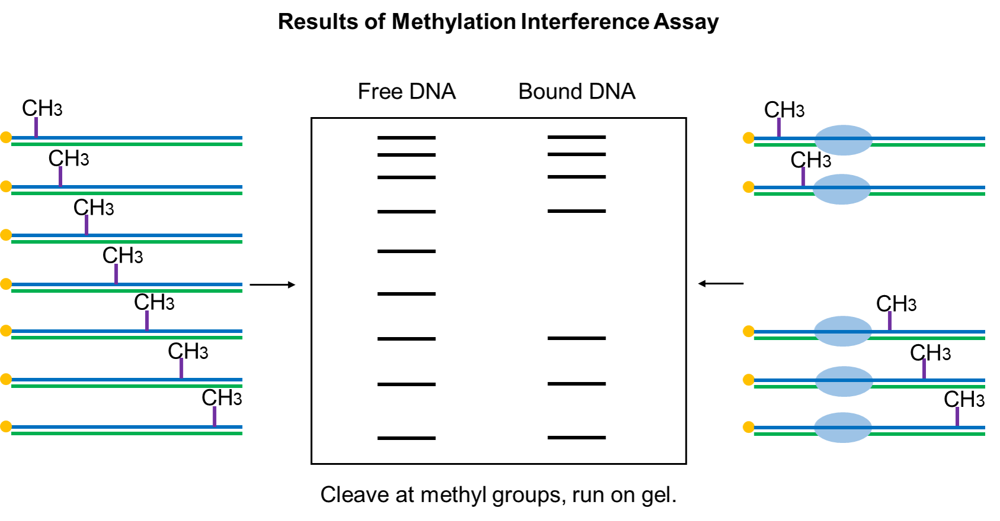 Results of Methylation Interference Assay
Free DNA
Bound DNA
CH3
CH3
CH3
CH3
CH3
CH3
CH3
CH3
CH3
CH3
CH3
CH3
Cleave at methyl groups, run on gel.